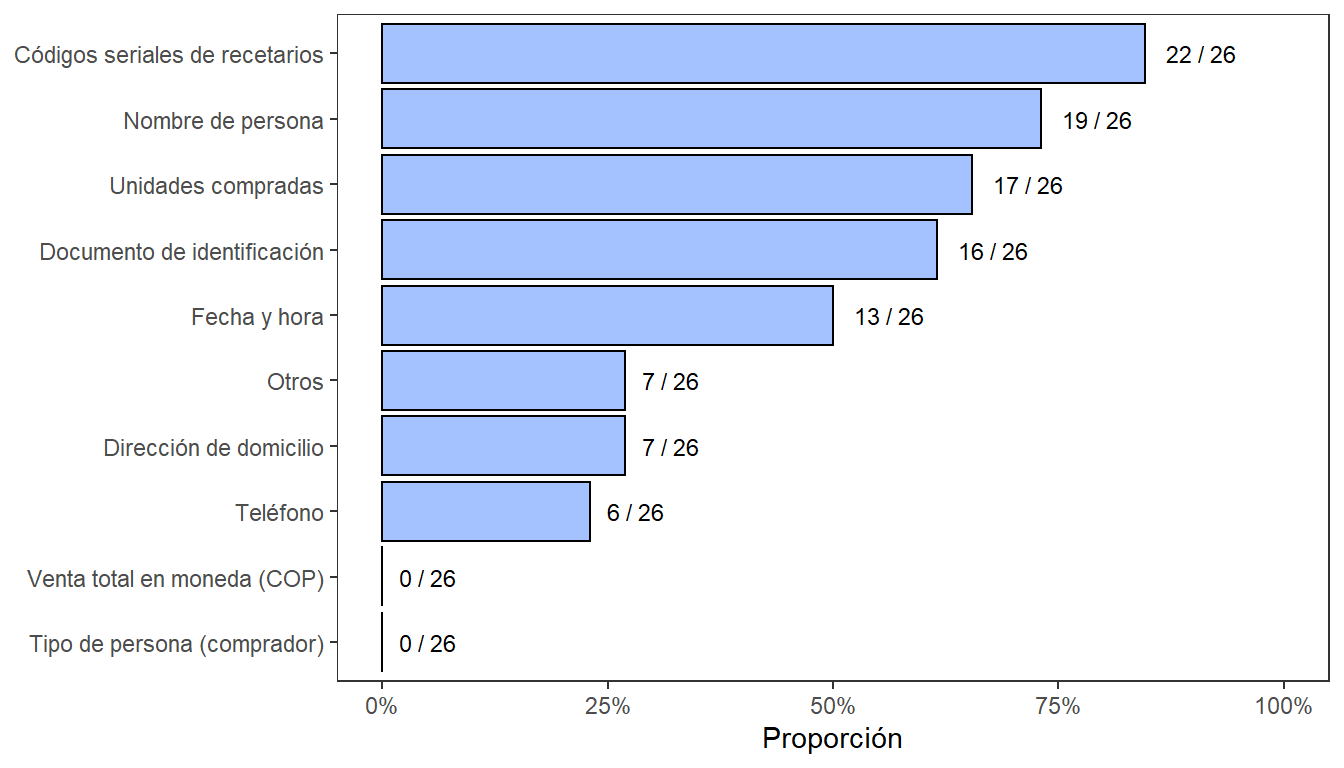 Códigos seriales de recetarios 22 / 26
Nombre de persona 19 / 26
Unidades compradas 17 / 26
Documento de identificación 16 / 26
Fecha y hora 13 / 26
Otros 7 / 26
Dirección de domicilio 7 / 26
Teléfono 6 / 26
Venta total en moneda (COP) 0 / 26
Tipo de persona (comprador) 0 / 26
0% 25% 50% 75% 100%
Proporción